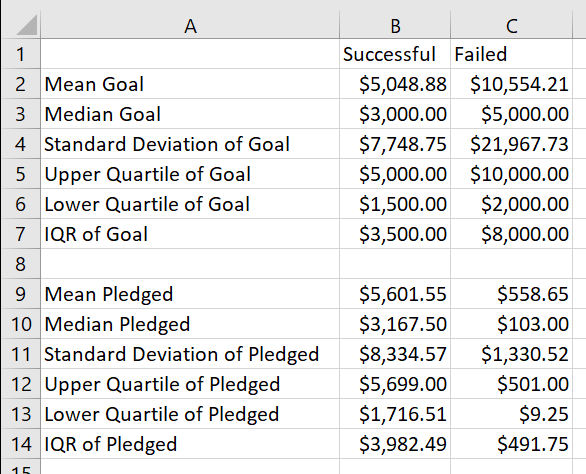 A B C
1 Successful Failed
2 Mean Goal $5,048.88 $10,554.21
3 Median Goal $3,000.00 $5,000.00
4 Standard Deviation of Goal $7,748.75 $21,967.73
5 Upper Quartile of Goal $5,000.00 $10,000.00
6 Lower Quartile of Goal $1,500.00 $2,000.00
7 IQR of Goal $3,500.00 $8,000.00
8
9 Mean Pledged $5,601.55 $558.65
10 Median Pledged $3,167.50 $103.00
11 Standard Deviation of Pledged $8,334.57 $1,330.52
12 Upper Quartile of Pledged $5,699.00 $501.00
13 Lower Quartile of Pledged $1,716.51 $9.25
14 IQR of Pledged $3,982.49 $491.75
15